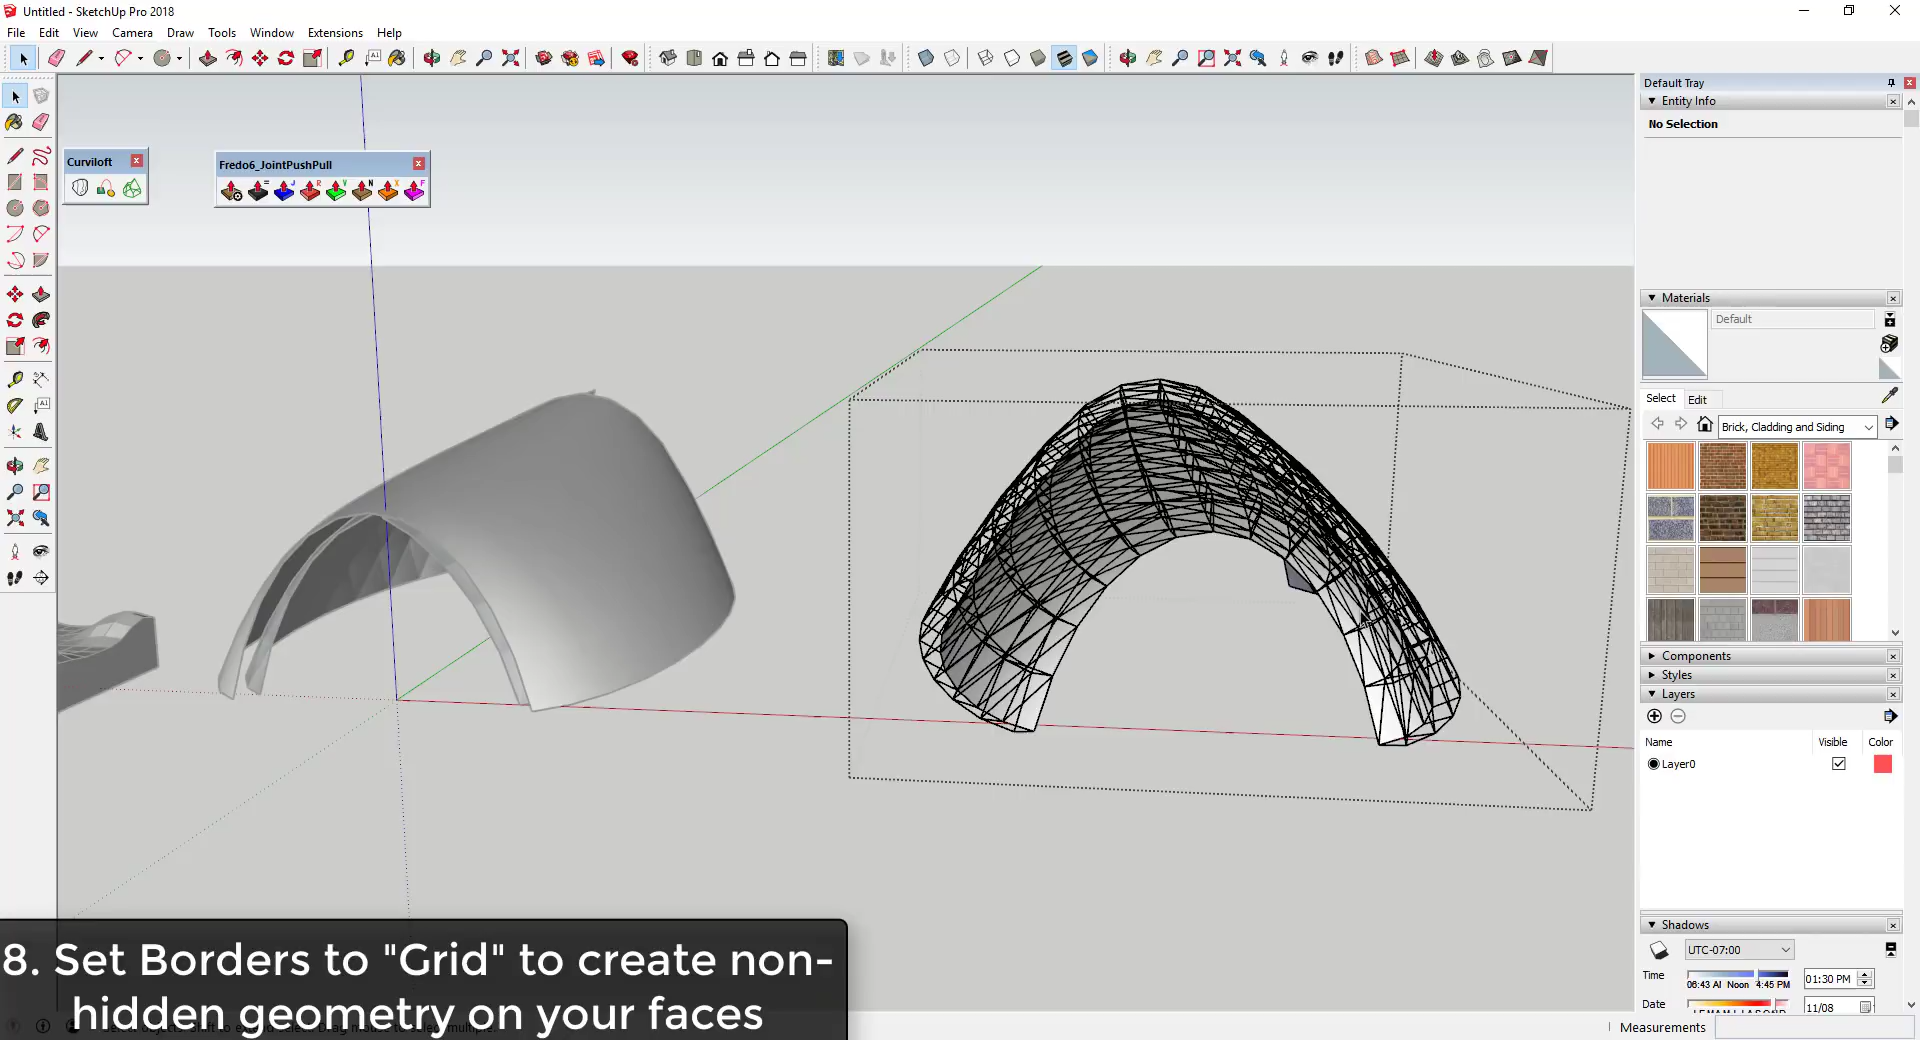 Untitled - SketchUp Pro 2018
File Edit View Camera Draw Tools Window Extensions Help
Default Tray
Entity Info
No Selection
Curviloft
Fredo6_JointPushPull
= J R V N X F
Materials
Default
Select Edit
Brick, Cladding and Siding
Components
Styles
Layers
Name Visible Color
Layer0
Shadows
UTC-07:00
Time 06:43 AM Noon 4:45 PM 01:30 PM
Date J F M A M J J A S O N D 11/08
8. Set Borders to "Grid" to create non-
hidden geometry on your faces
Measurements